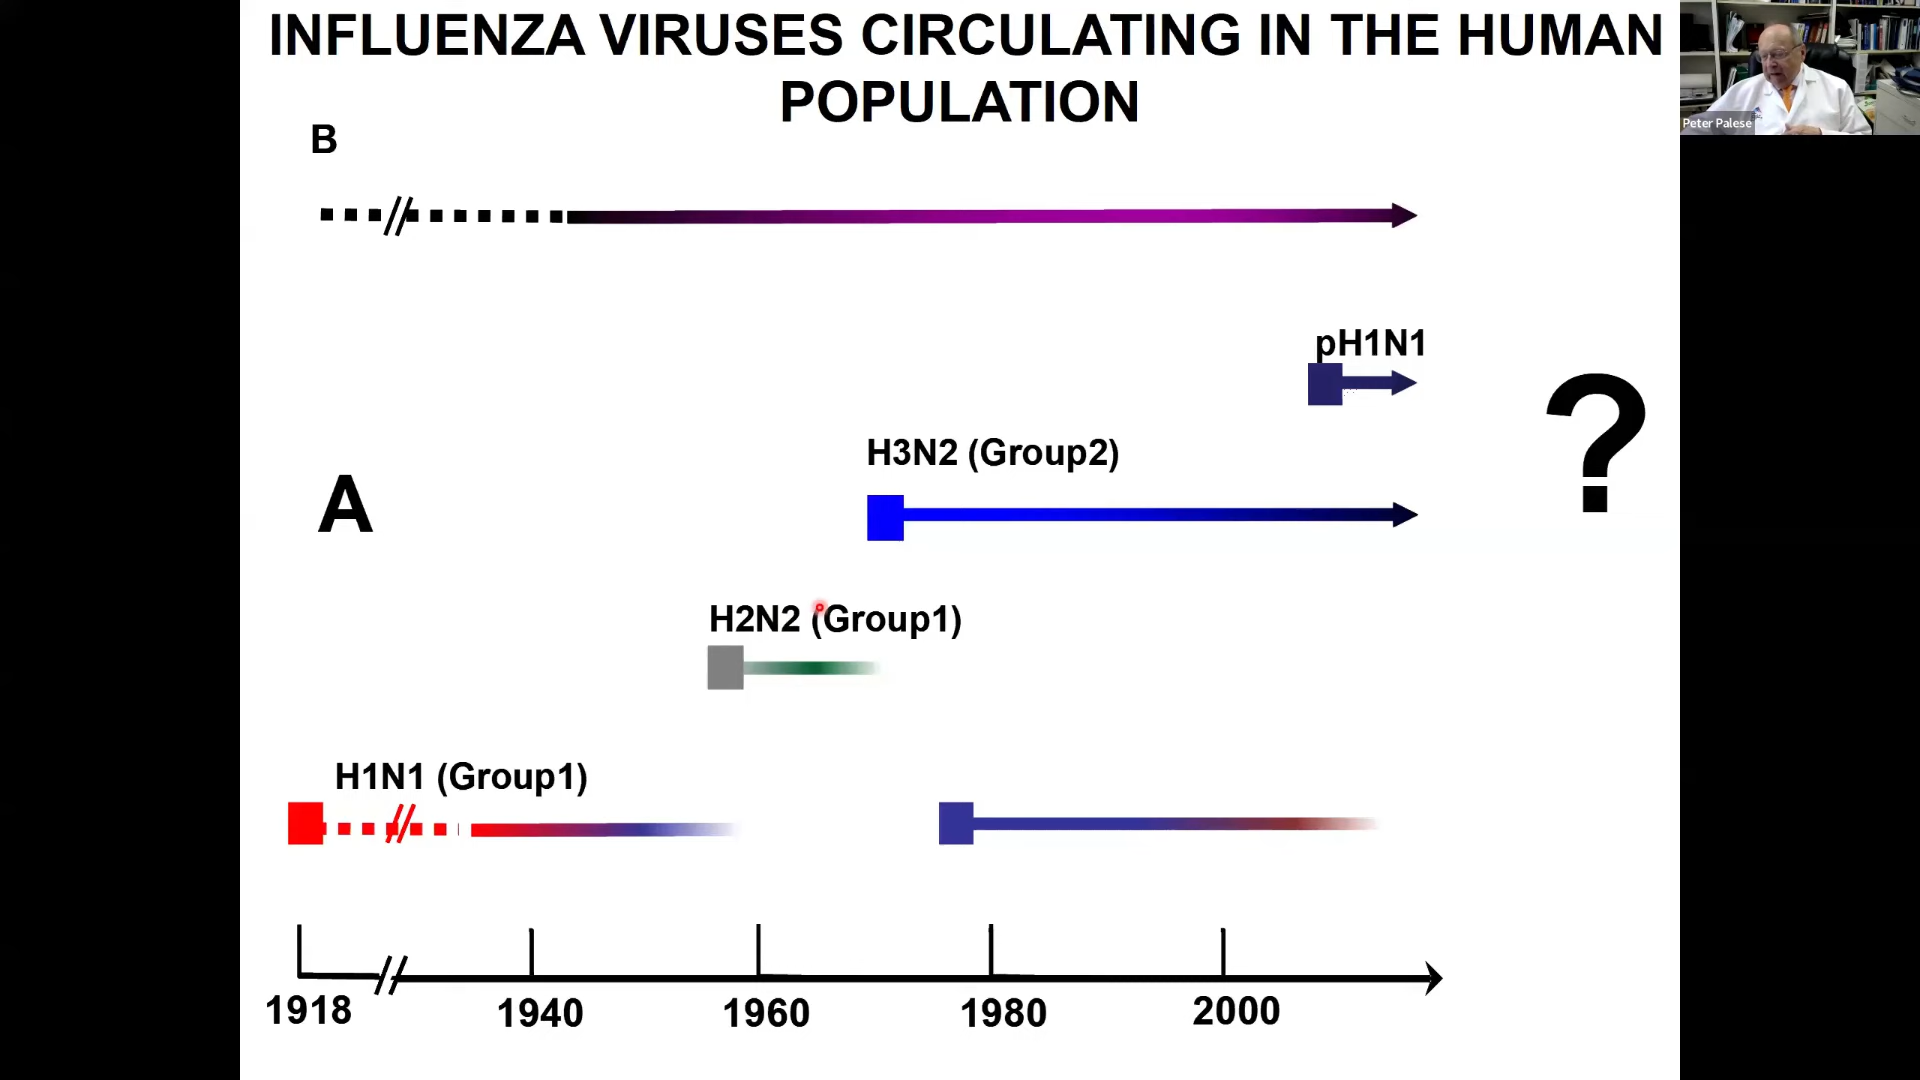 INFLUENZA VIRUSES CIRCULATING IN THE HUMAN
POPULATION
Peter Palese
B
pH1N1
?
H3N2 (Group2)
A
H2N2 (Group1)
H1N1 (Group1)
1918
1940
1960
1980
2000